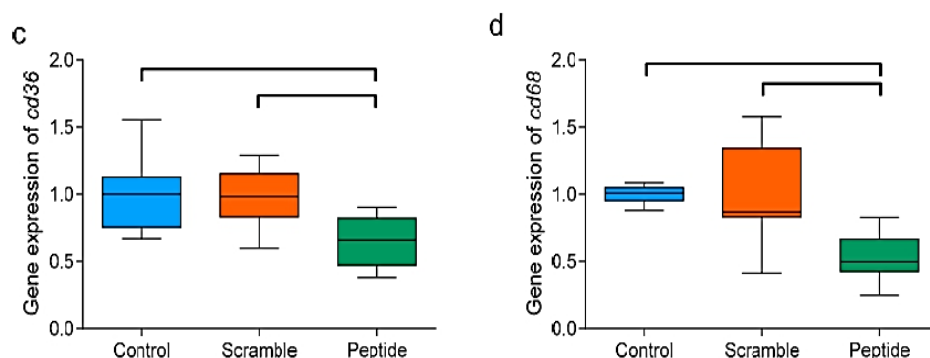 c
Gene expression of cd36
2.0
1.5
1.0
0.5
0.0
Control Scramble Peptide
d
Gene expression of cd68
2.0
1.5
1.0
0.5
0.0
Control Scramble Peptide